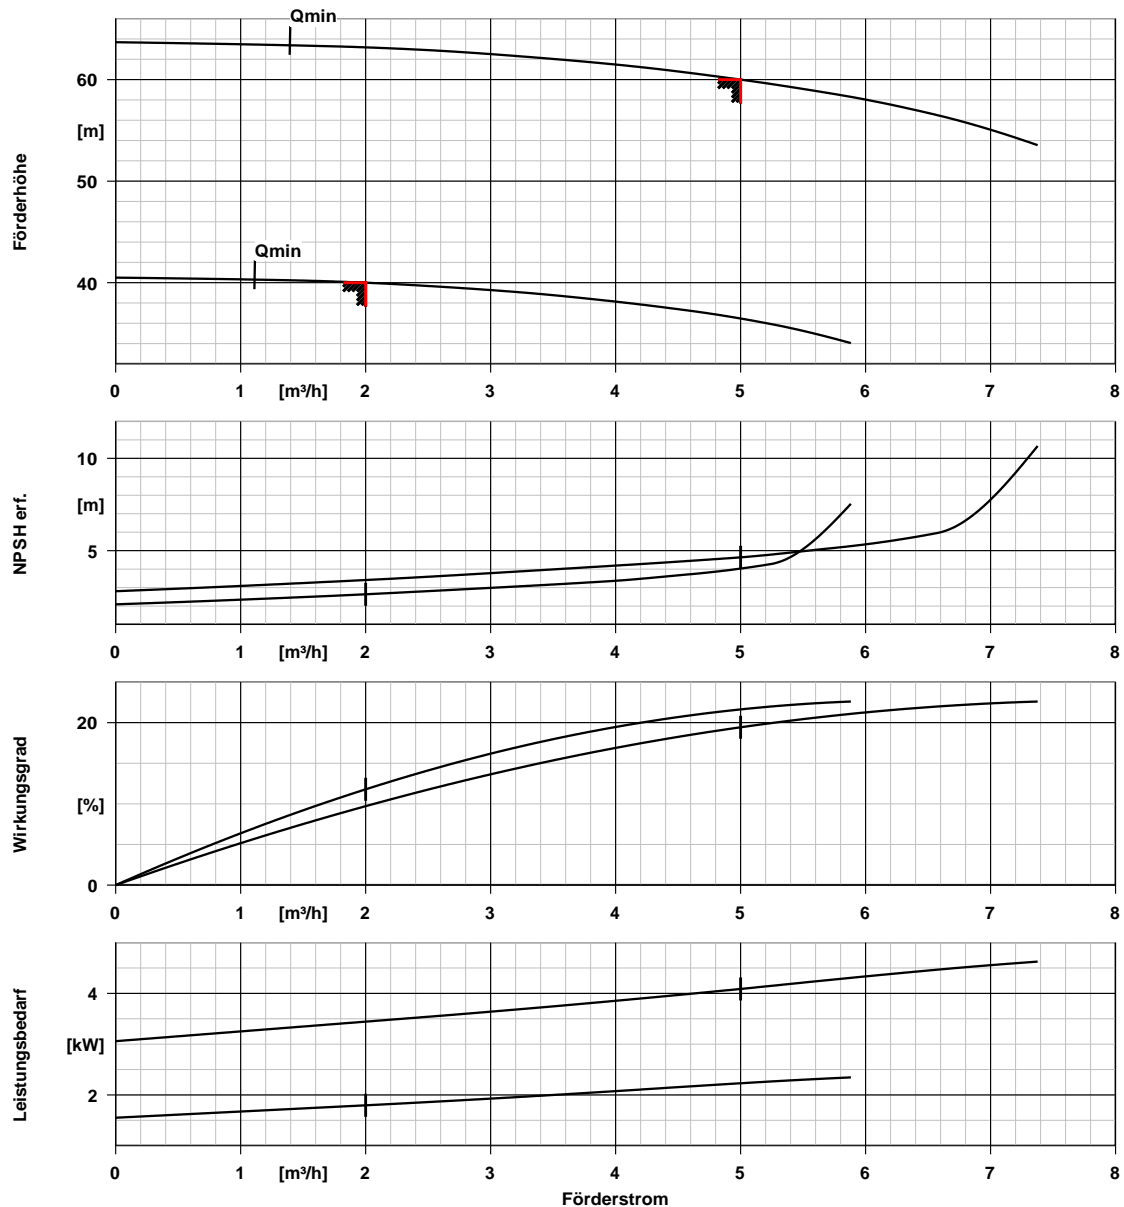 Qmin
60
[m]
Förderhöhe
50
Qmin
40
0 1 [m³/h] 2 3 4 5 6 7 8
10
[m]
NPSH erf.
5
0 1 [m³/h] 2 3 4 5 6 7 8
20
Wirkungsgrad
[%]
0
0 1 [m³/h] 2 3 4 5 6 7 8
4
Leistungsbedarf
[kW]
2
0 1 [m³/h] 2 3 4 5 6 7 8
Förderstrom